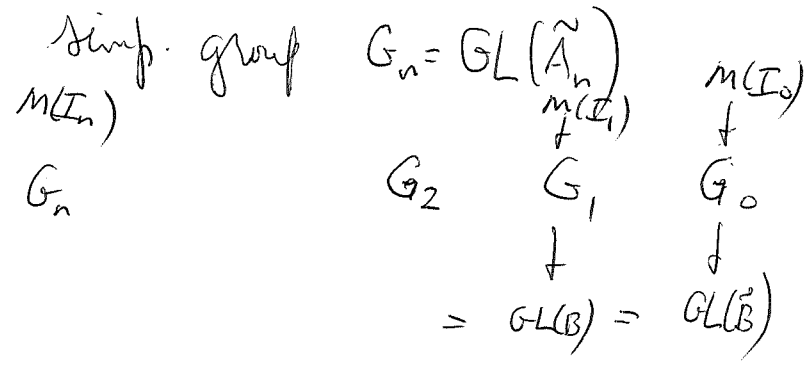 simp. group G_n = GL(Ã_n)
M(I_n) M(I_1) M(I_0)
↓ ↓
G_n G_2 G_1 G_0
↓ ↓
= GL(B) = GL(B̃)